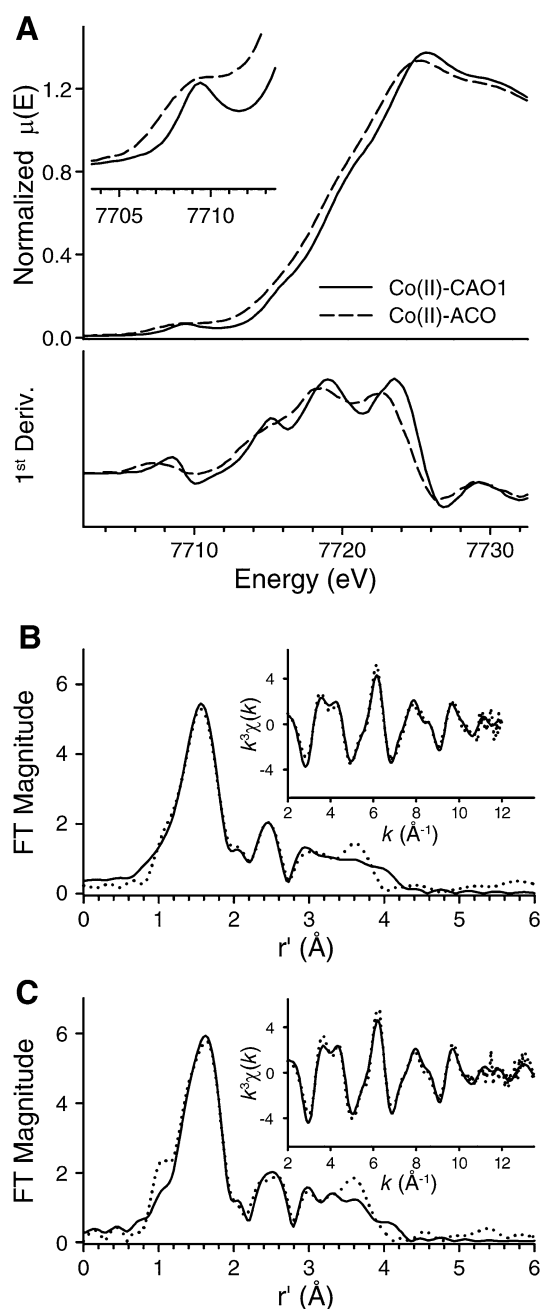 A
Normalized μ(E)
1.2
0.8
0.4
0.0
7705 7710
Co(II)-CAO1
Co(II)-ACO
1st Deriv.
7710 7720 7730
Energy (eV)
B
FT Magnitude
6
4
2
0
0 1 2 3 4 5 6
r' (Å)
k³χ(k)
4
0
-4
2 4 6 8 10 12
k (Å⁻¹)
C
FT Magnitude
6
4
2
0
0 1 2 3 4 5 6
r' (Å)
k³χ(k)
4
0
-4
2 4 6 8 10 12
k (Å⁻¹)